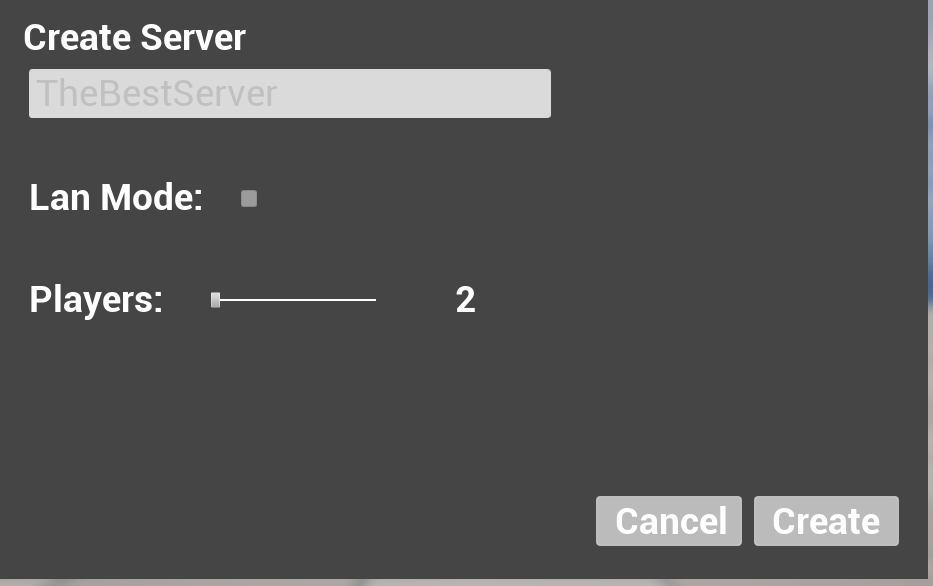 Create Server
TheBestServer
Lan Mode:
Players: 2
Cancel Create